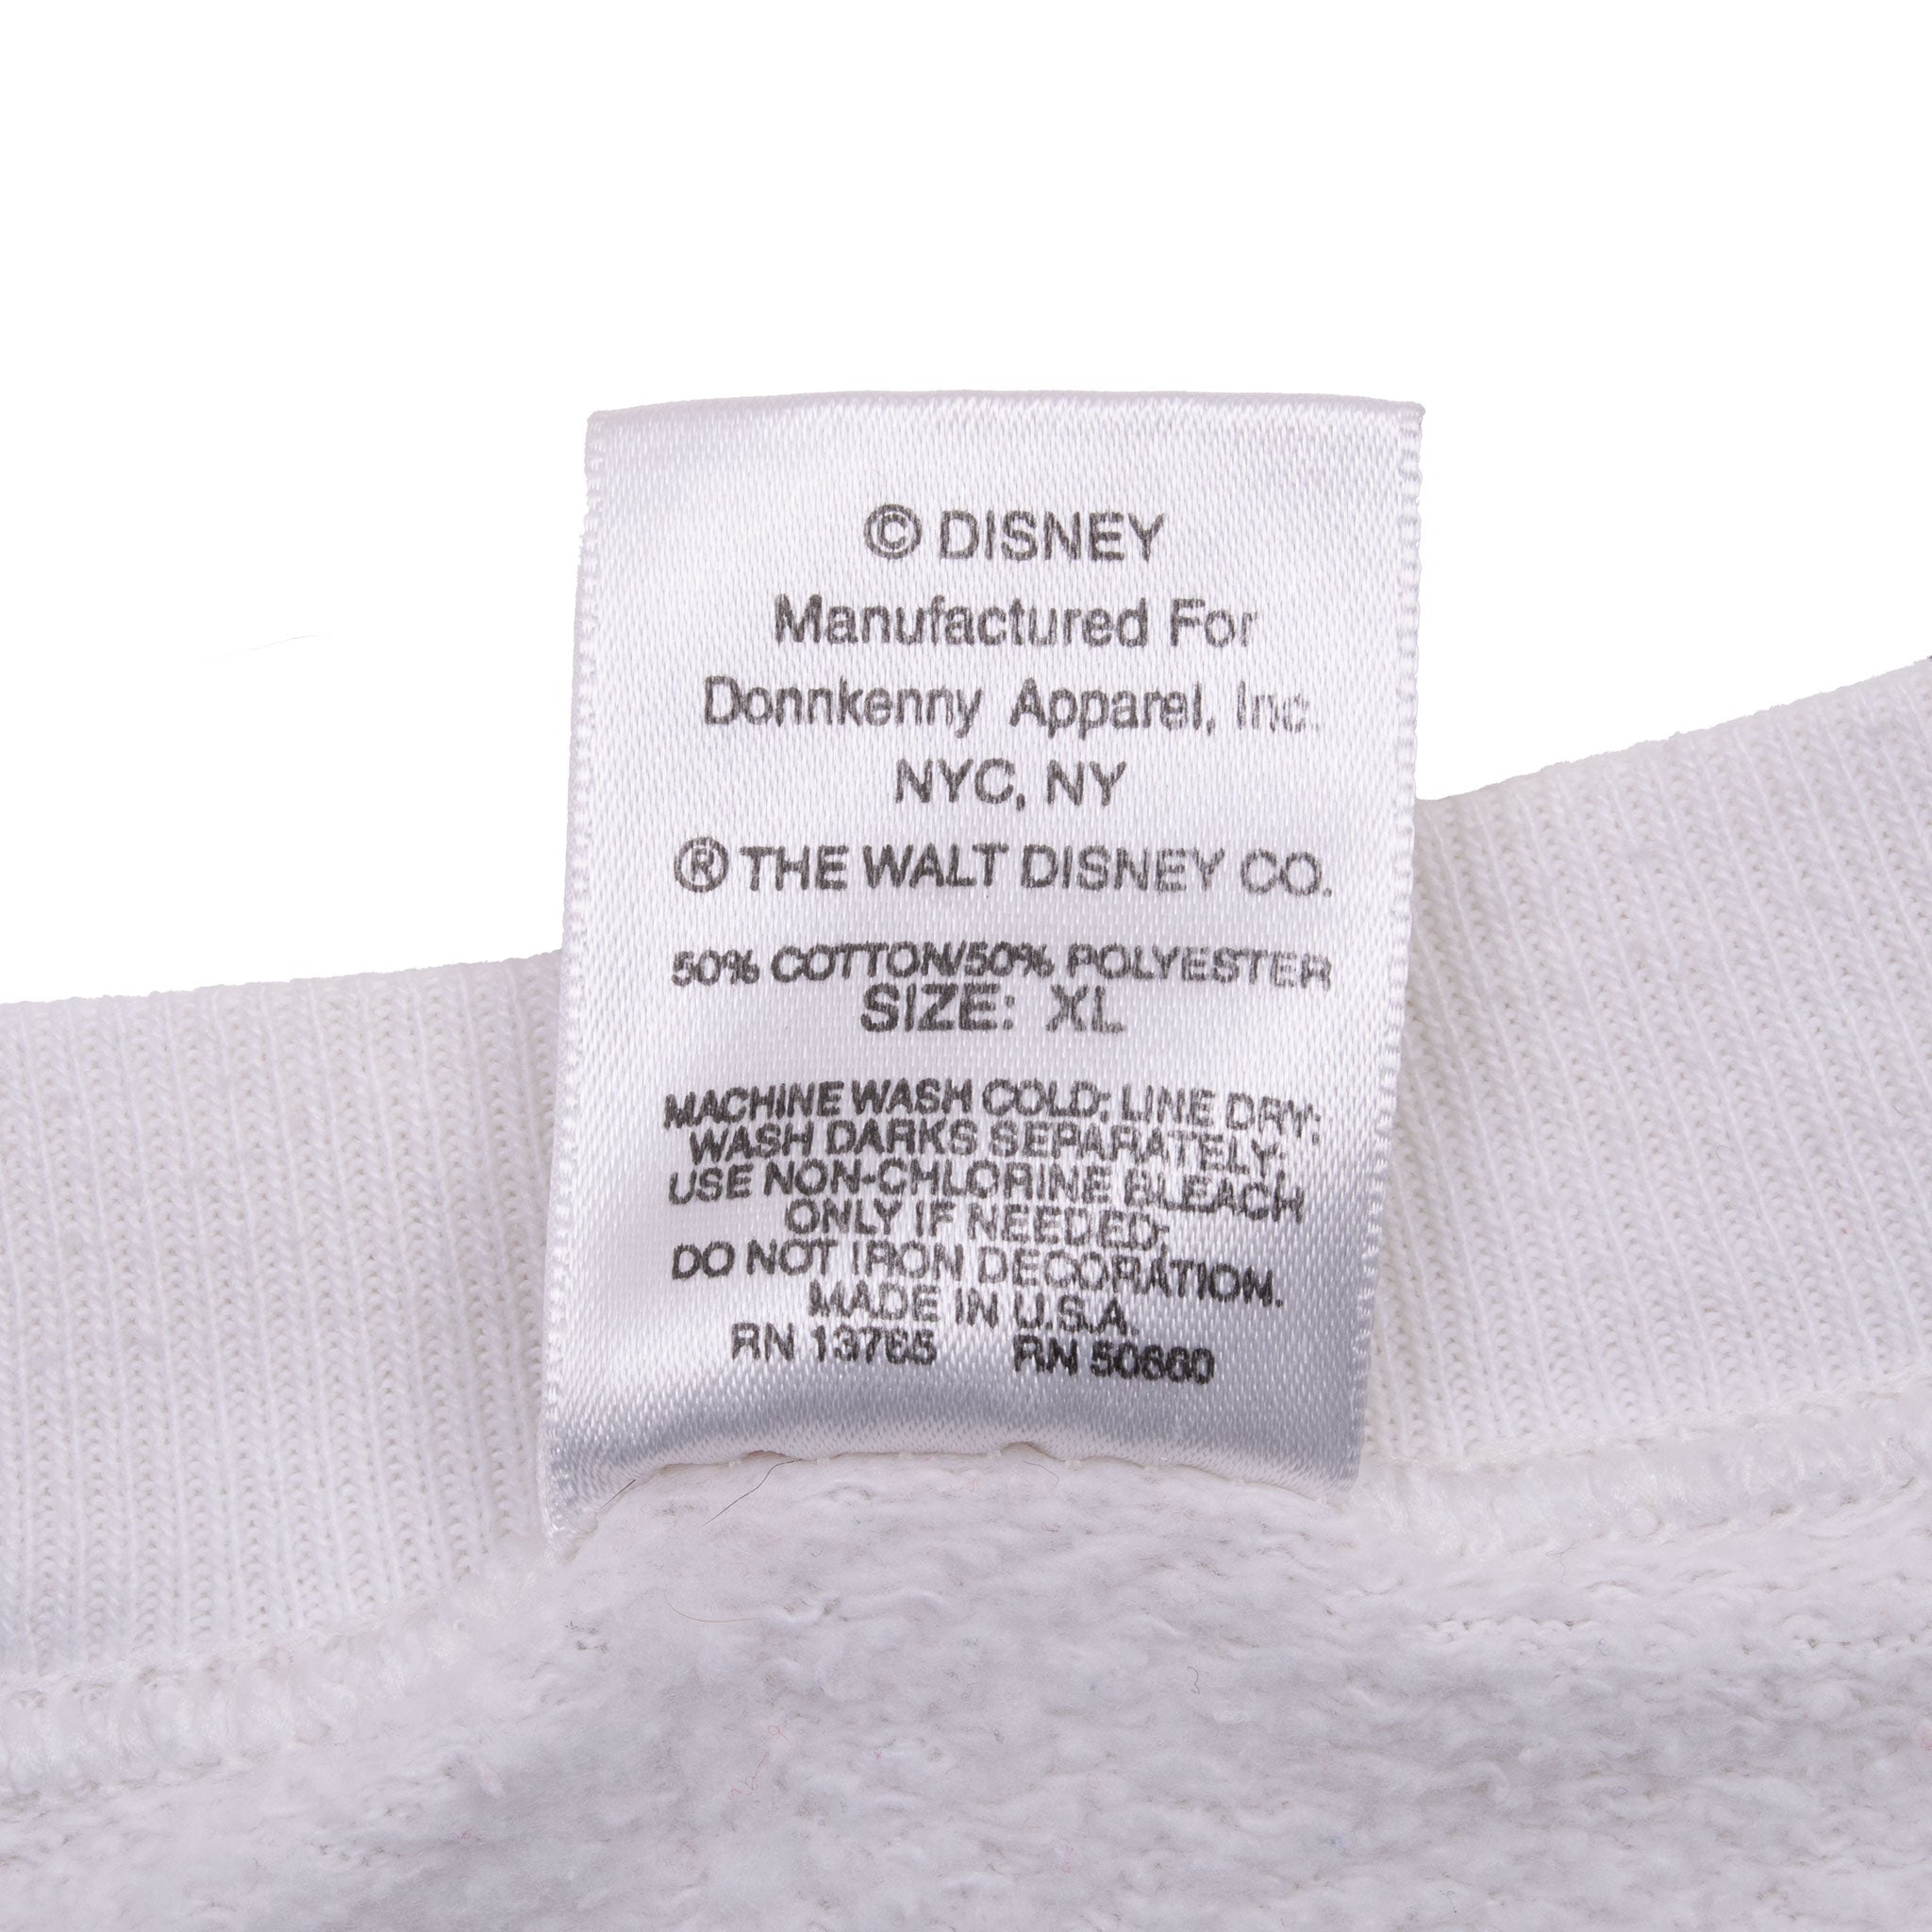 © DISNEY
Manufactured For
Donnkenny Apparel, Inc.
NYC, NY
® THE WALT DISNEY CO.
50% COTTON/50% POLYESTER
SIZE: XL
MACHINE WASH COLD; LINE DRY;
WASH DARKS SEPARATELY;
USE NON-CHLORINE BLEACH
ONLY IF NEEDED;
DO NOT IRON DECORATION.
MADE IN U.S.A.
RN 13765 RN 50660